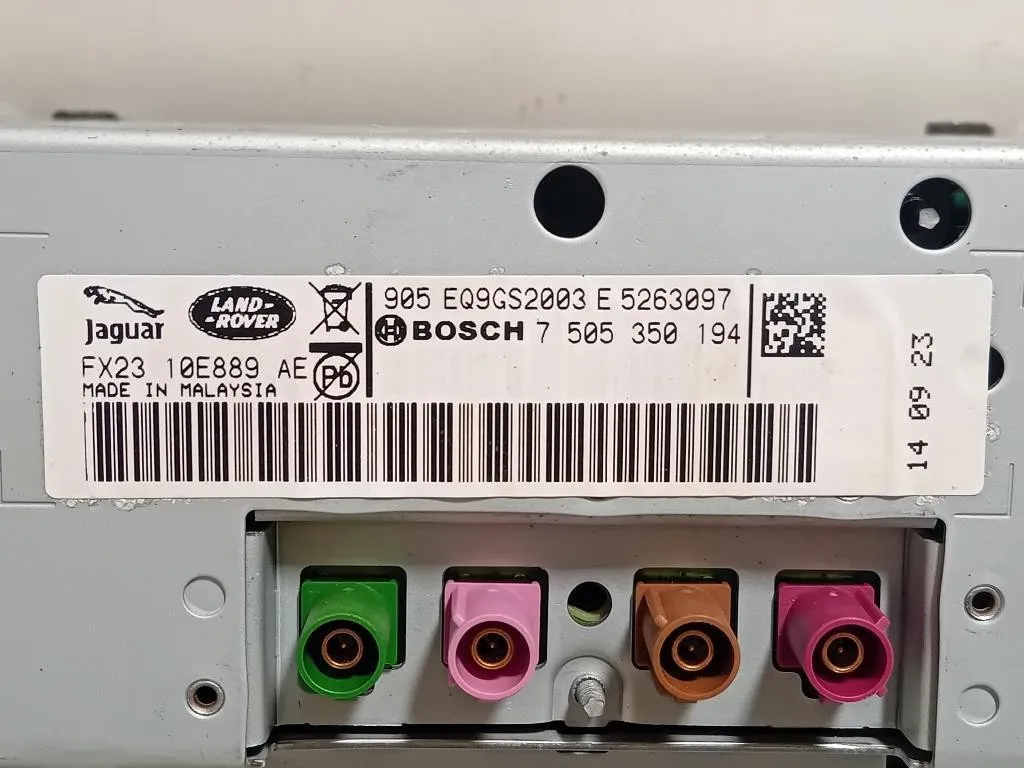 Jaguar
LAND-
-ROVER
FX23 10E889 AE
Pb
MADE IN MALAYSIA
905 EQ9GS2003 E 5263097
BOSCH 7 505 350 194
14 09 23